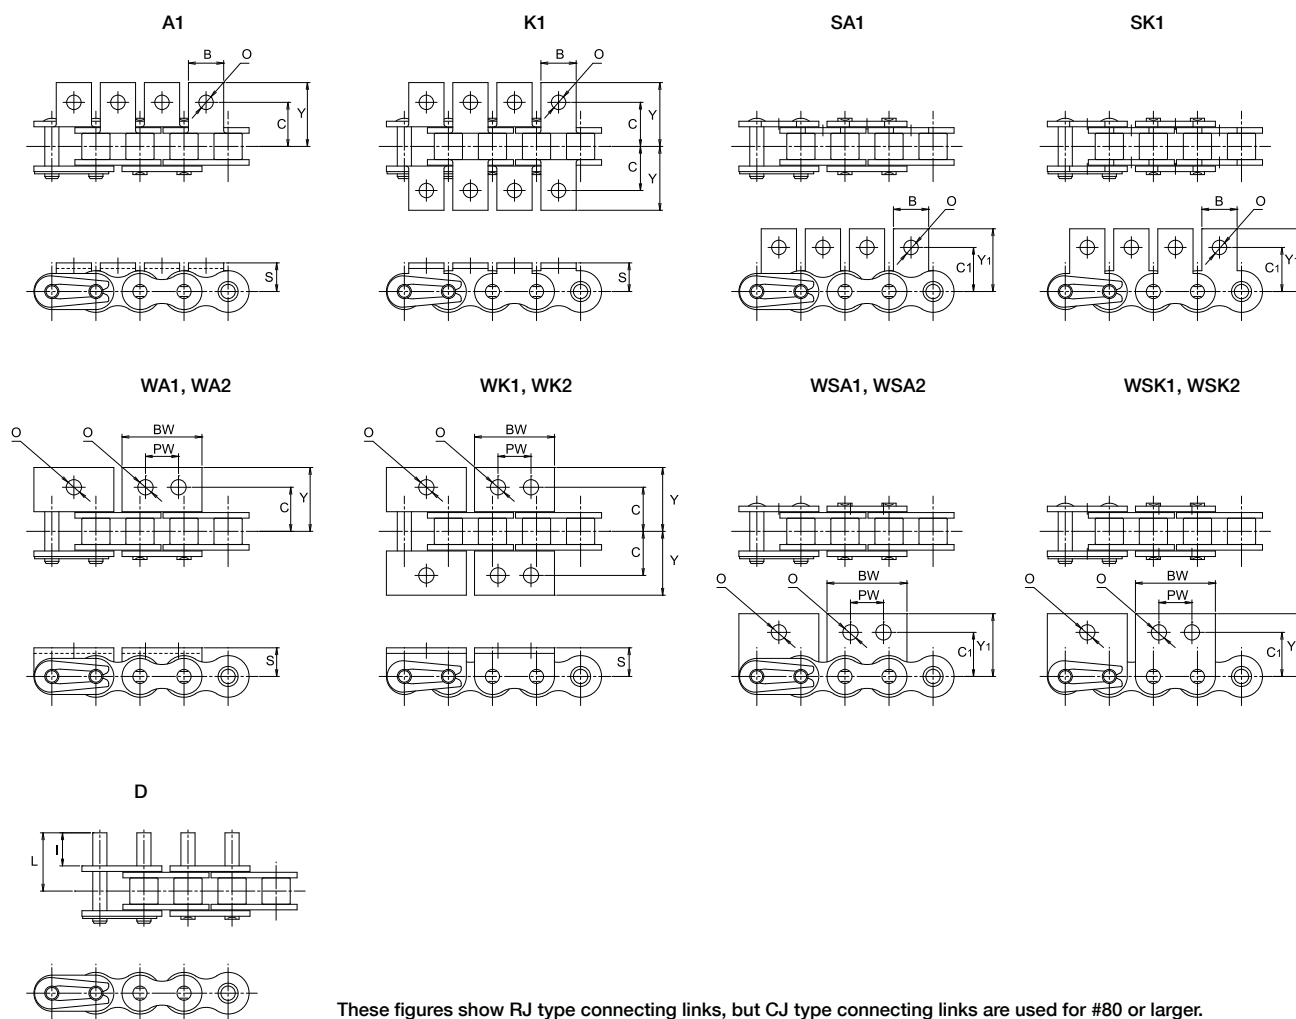 A1
K1
SA1
SK1
B O
C Y
B O
C Y
C Y
S
S
B O
C1 Y1
B O
C1 Y1
WA1, WA2
WK1, WK2
WSA1, WSA2
WSK1, WSK2
O O BW
PW
C Y
O O BW
PW
C Y
C Y
S
S
O O BW
PW
C1 Y1
O O BW
PW
C1 Y
D
L I
These figures show RJ type connecting links, but CJ type connecting links are used for #80 or larger.